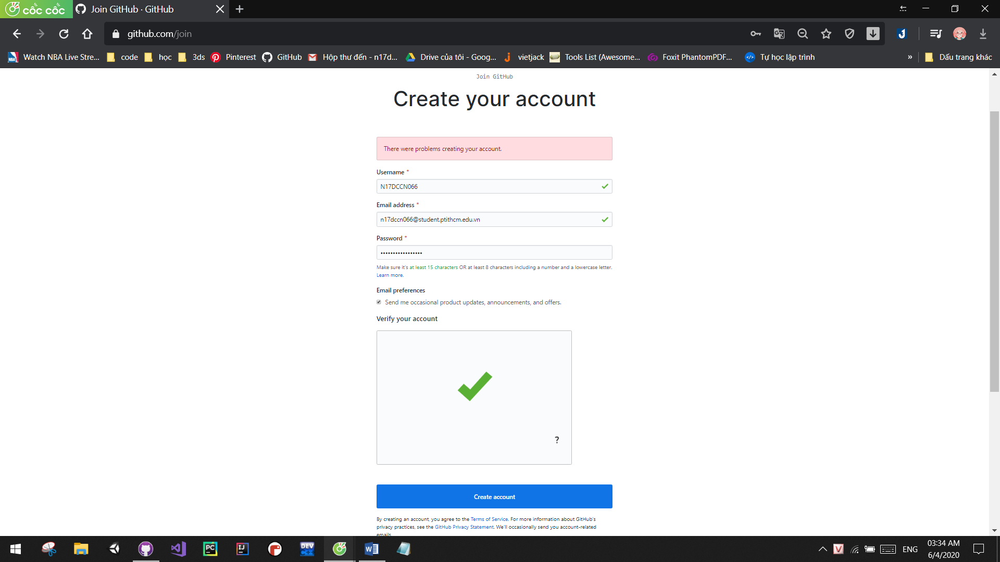 cốc cốc
Join GitHub · GitHub
github.com/join
Watch NBA Live Stre... code học 3ds Pinterest GitHub Hộp thư đến - n17d... Drive của tôi - Goog... vietjack Tools List (Awesome... Foxit PhantomPDF... Tự học lập trình » Dấu trang khác
Join GitHub
Create your account
There were problems creating your account.
Username *
N17DCCN066
Email address *
n17dccn066@student.ptithcm.edu.vn
Password *
•••••••••••••••••
Make sure it's at least 15 characters OR at least 8 characters including a number and a lowercase letter.
Learn more.
Email preferences
Send me occasional product updates, announcements, and offers.
Verify your account
?
Create account
By creating an account, you agree to the Terms of Service. For more information about GitHub's
privacy practices, see the GitHub Privacy Statement. We'll occasionally send you account-related
emails.
PC IJ DEV C++ W V ENG
03:34 AM
6/4/2020